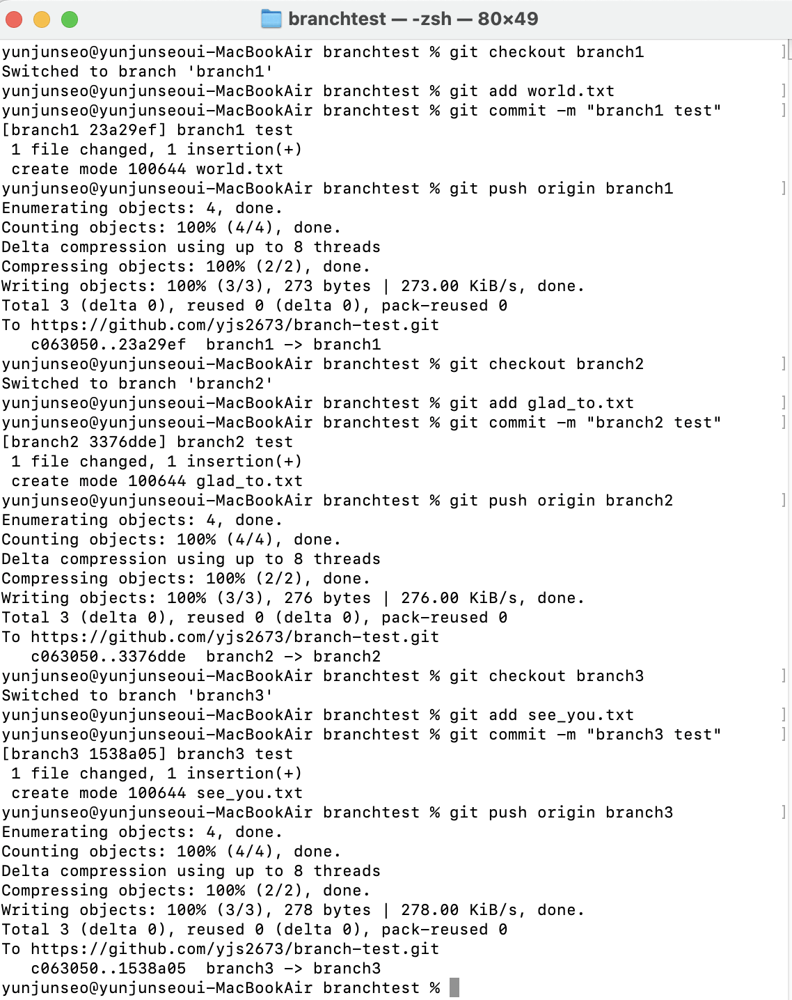 branchtest — -zsh — 80×49
yunjunseo@yunjunseoui-MacBookAir branchtest % git checkout branch1 ]
Switched to branch 'branch1'
yunjunseo@yunjunseoui-MacBookAir branchtest % git add world.txt ]
yunjunseo@yunjunseoui-MacBookAir branchtest % git commit -m "branch1 test" ]
[branch1 23a29ef] branch1 test
 1 file changed, 1 insertion(+)
 create mode 100644 world.txt
yunjunseo@yunjunseoui-MacBookAir branchtest % git push origin branch1 ]
Enumerating objects: 4, done.
Counting objects: 100% (4/4), done.
Delta compression using up to 8 threads
Compressing objects: 100% (2/2), done.
Writing objects: 100% (3/3), 273 bytes | 273.00 KiB/s, done.
Total 3 (delta 0), reused 0 (delta 0), pack-reused 0
To https://github.com/yjs2673/branch-test.git
   c063050..23a29ef  branch1 -> branch1
yunjunseo@yunjunseoui-MacBookAir branchtest % git checkout branch2 ]
Switched to branch 'branch2'
yunjunseo@yunjunseoui-MacBookAir branchtest % git add glad_to.txt ]
yunjunseo@yunjunseoui-MacBookAir branchtest % git commit -m "branch2 test" ]
[branch2 3376dde] branch2 test
 1 file changed, 1 insertion(+)
 create mode 100644 glad_to.txt
yunjunseo@yunjunseoui-MacBookAir branchtest % git push origin branch2 ]
Enumerating objects: 4, done.
Counting objects: 100% (4/4), done.
Delta compression using up to 8 threads
Compressing objects: 100% (2/2), done.
Writing objects: 100% (3/3), 276 bytes | 276.00 KiB/s, done.
Total 3 (delta 0), reused 0 (delta 0), pack-reused 0
To https://github.com/yjs2673/branch-test.git
   c063050..3376dde  branch2 -> branch2
yunjunseo@yunjunseoui-MacBookAir branchtest % git checkout branch3 ]
Switched to branch 'branch3'
yunjunseo@yunjunseoui-MacBookAir branchtest % git add see_you.txt ]
yunjunseo@yunjunseoui-MacBookAir branchtest % git commit -m "branch3 test" ]
[branch3 1538a05] branch3 test
 1 file changed, 1 insertion(+)
 create mode 100644 see_you.txt
yunjunseo@yunjunseoui-MacBookAir branchtest % git push origin branch3 ]
Enumerating objects: 4, done.
Counting objects: 100% (4/4), done.
Delta compression using up to 8 threads
Compressing objects: 100% (2/2), done.
Writing objects: 100% (3/3), 278 bytes | 278.00 KiB/s, done.
Total 3 (delta 0), reused 0 (delta 0), pack-reused 0
To https://github.com/yjs2673/branch-test.git
   c063050..1538a05  branch3 -> branch3
yunjunseo@yunjunseoui-MacBookAir branchtest %